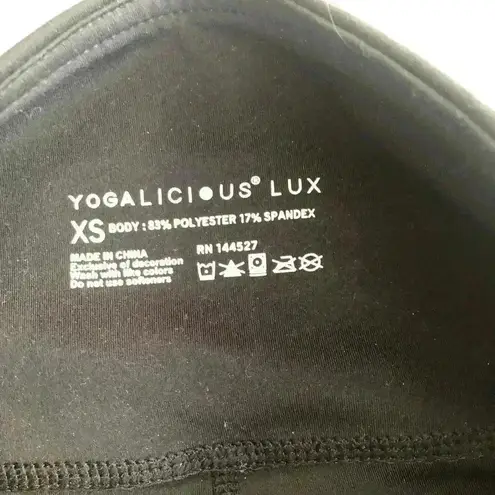 YOGALICIOUS® LUX
XS BODY : 83% POLYESTER 17% SPANDEX
MADE IN CHINA RN 144527
Exclusive of decoration
Wash with like colors
Do not use softeners